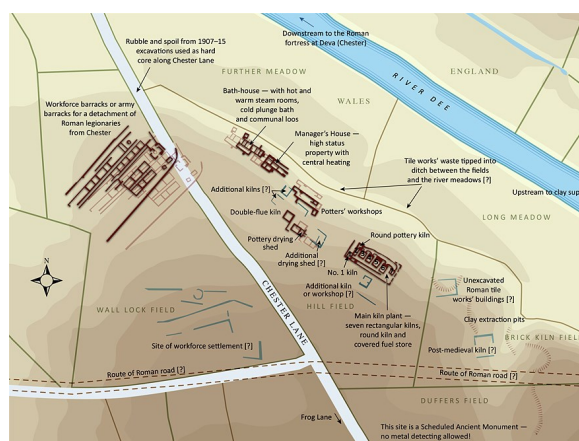 Downstream to the Roman
fortress at Deva (Chester)
Rubble and spoil from 1907–15
excavations used as hard
core along Chester Lane
FURTHER MEADOW
RIVER DEE
ENGLAND
WALES
Bath-house — with hot and
warm steam rooms,
cold plunge bath
and communal loos
Workforce barracks or army
barracks for a detachment of
Roman legionaries
from Chester
Manager's House —
high status
property with
central heating
Tile works' waste tipped into
ditch between the fields
and the river meadows [?]
Upstream to clay sup
Additional kilns [?]
Potters' workshops
Double-flue kiln
LONG MEADOW
Pottery drying
shed
Round pottery kiln
Additional
drying shed [?]
No. 1 kiln
Additional kiln
or workshop [?]
Unexcavated
Roman tile
works' buildings [?]
CHESTER LANE
HILL FIELD
WALL LOCK FIELD
Main kiln plant —
seven rectangular kilns,
round kiln and
covered fuel store
Clay extraction pits
BRICK KILN FIELD
Site of workforce settlement [?]
Post-medieval kiln [?]
Route of Roman road [?]
Route of Roman road [?]
DUFFERS FIELD
Frog Lane
This site is a Scheduled Ancient Monument —
no metal detecting allowed!
N